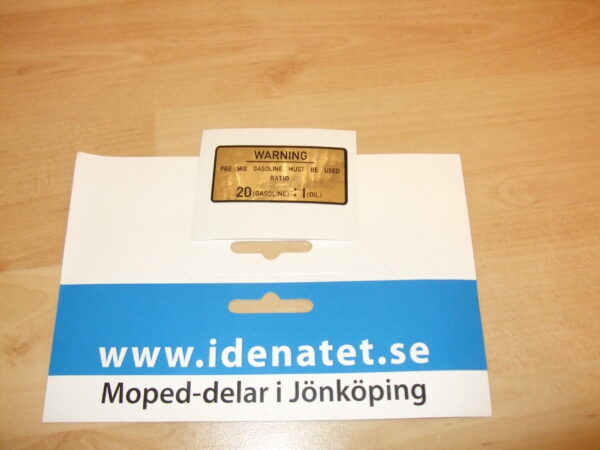 WARNING
PRE-MIX GASOLINE MUST BE USED
RATIO
20 (GASOLINE) : 1 (OIL)
www.idenatet.se
Moped-delar i Jönköping